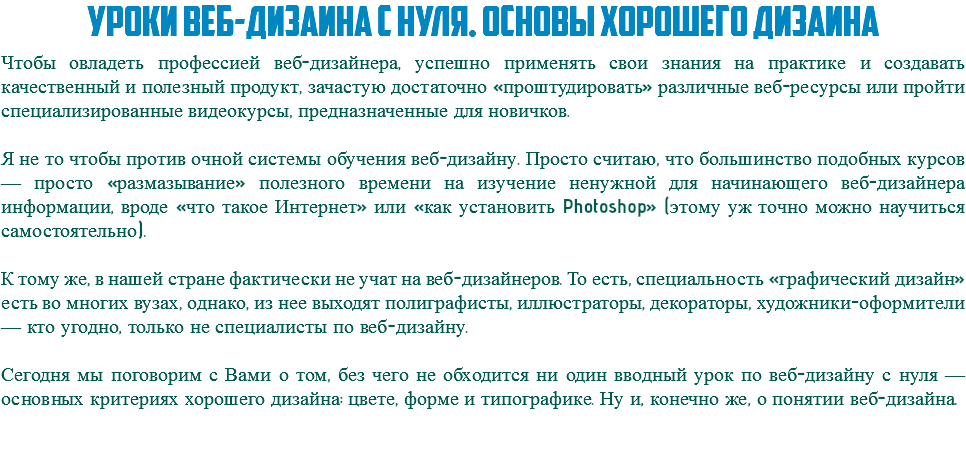 УРОКИ ВЕБ-ДИЗАИНА С НУЛЯ. ОСНОВЫ ХОРОШЕГО ДИЗАИНА
Чтобы овладеть профессией веб-дизайнера, успешно применять свои знания на практике и создавать
качественный и полезный продукт, зачастую достаточно «проштудировать» различные веб-ресурсы или пройти
специализированные видеокурсы, предназначенные для новичков.
Я не то чтобы против очной системы обучения веб-дизайну. Просто считаю, что большинство подобных курсов
— просто «размазывание» полезного времени на изучение ненужной для начинающего веб-дизайнера
информации, вроде «что такое Интернет» или «как установить Photoshop» (этому уж точно можно научиться
самостоятельно).
К тому же, в нашей стране фактически не учат на веб-дизайнеров. То есть, специальность «графический дизайн»
есть во многих вузах, однако, из нее выходят полиграфисты, иллюстраторы, декораторы, художники-оформители
— кто угодно, только не специалисты по веб-дизайну.
Сегодня мы поговорим с Вами о том, без чего не обходится ни один вводный урок по веб-дизайну с нуля —
основных критериях хорошего дизайна: цвете, форме и типографике. Ну и, конечно же, о понятии веб-дизайна.